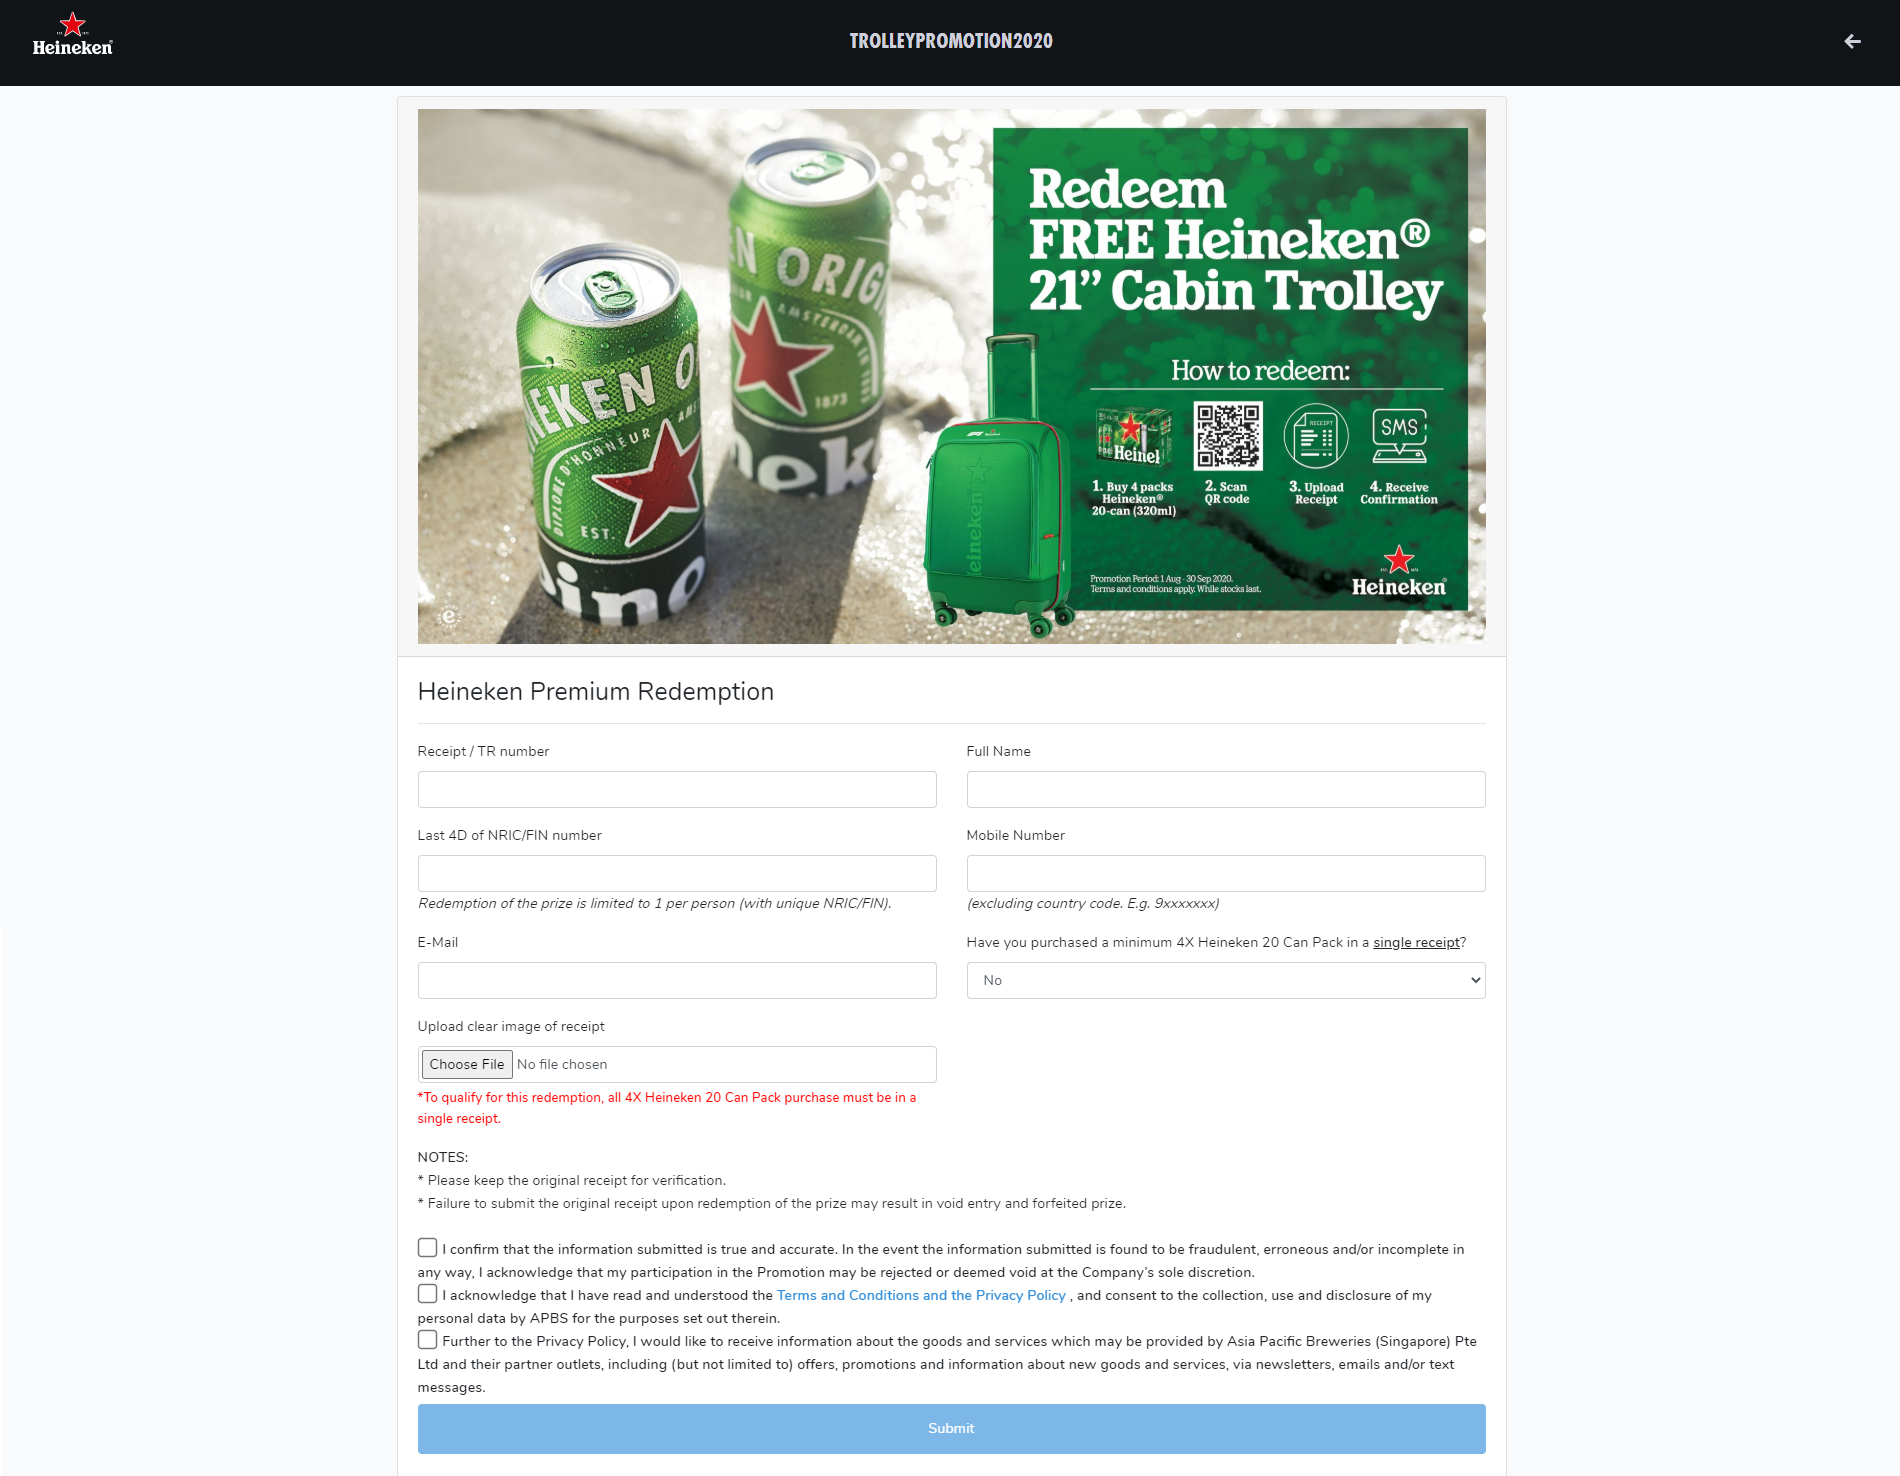 Heineken
TROLLEYPROMOTION2020
Redeem
FREE Heineken®
21” Cabin Trolley
How to redeem:
KEN ORIG
AMSTERDAM
1873
EKEN O
DIPLOME D'HONNEUR AMS
EST.
Heineken
Heinek
RECEIPT
SMS
1. Buy 4 packs
Heineken®
20-can (320ml)
2. Scan
QR code
3. Upload
Receipt
4. Receive
Confirmation
Promotion Period: 1 Aug - 30 Sep 2020.
Terms and conditions apply. While stocks last.
Heineken
Heineken Premium Redemption
Receipt / TR number
Full Name
Last 4D of NRIC/FIN number
Mobile Number
Redemption of the prize is limited to 1 per person (with unique NRIC/FIN).
(excluding country code. E.g. 9xxxxxxx)
E-Mail
Have you purchased a minimum 4X Heineken 20 Can Pack in a single receipt?
No
Upload clear image of receipt
Choose File No file chosen
*To qualify for this redemption, all 4X Heineken 20 Can Pack purchase must be in a
single receipt.
NOTES:
* Please keep the original receipt for verification.
* Failure to submit the original receipt upon redemption of the prize may result in void entry and forfeited prize.
I confirm that the information submitted is true and accurate. In the event the information submitted is found to be fraudulent, erroneous and/or incomplete in
any way, I acknowledge that my participation in the Promotion may be rejected or deemed void at the Company’s sole discretion.
I acknowledge that I have read and understood the Terms and Conditions and the Privacy Policy , and consent to the collection, use and disclosure of my
personal data by APBS for the purposes set out therein.
Further to the Privacy Policy, I would like to receive information about the goods and services which may be provided by Asia Pacific Breweries (Singapore) Pte
Ltd and their partner outlets, including (but not limited to) offers, promotions and information about new goods and services, via newsletters, emails and/or text
messages.
Submit